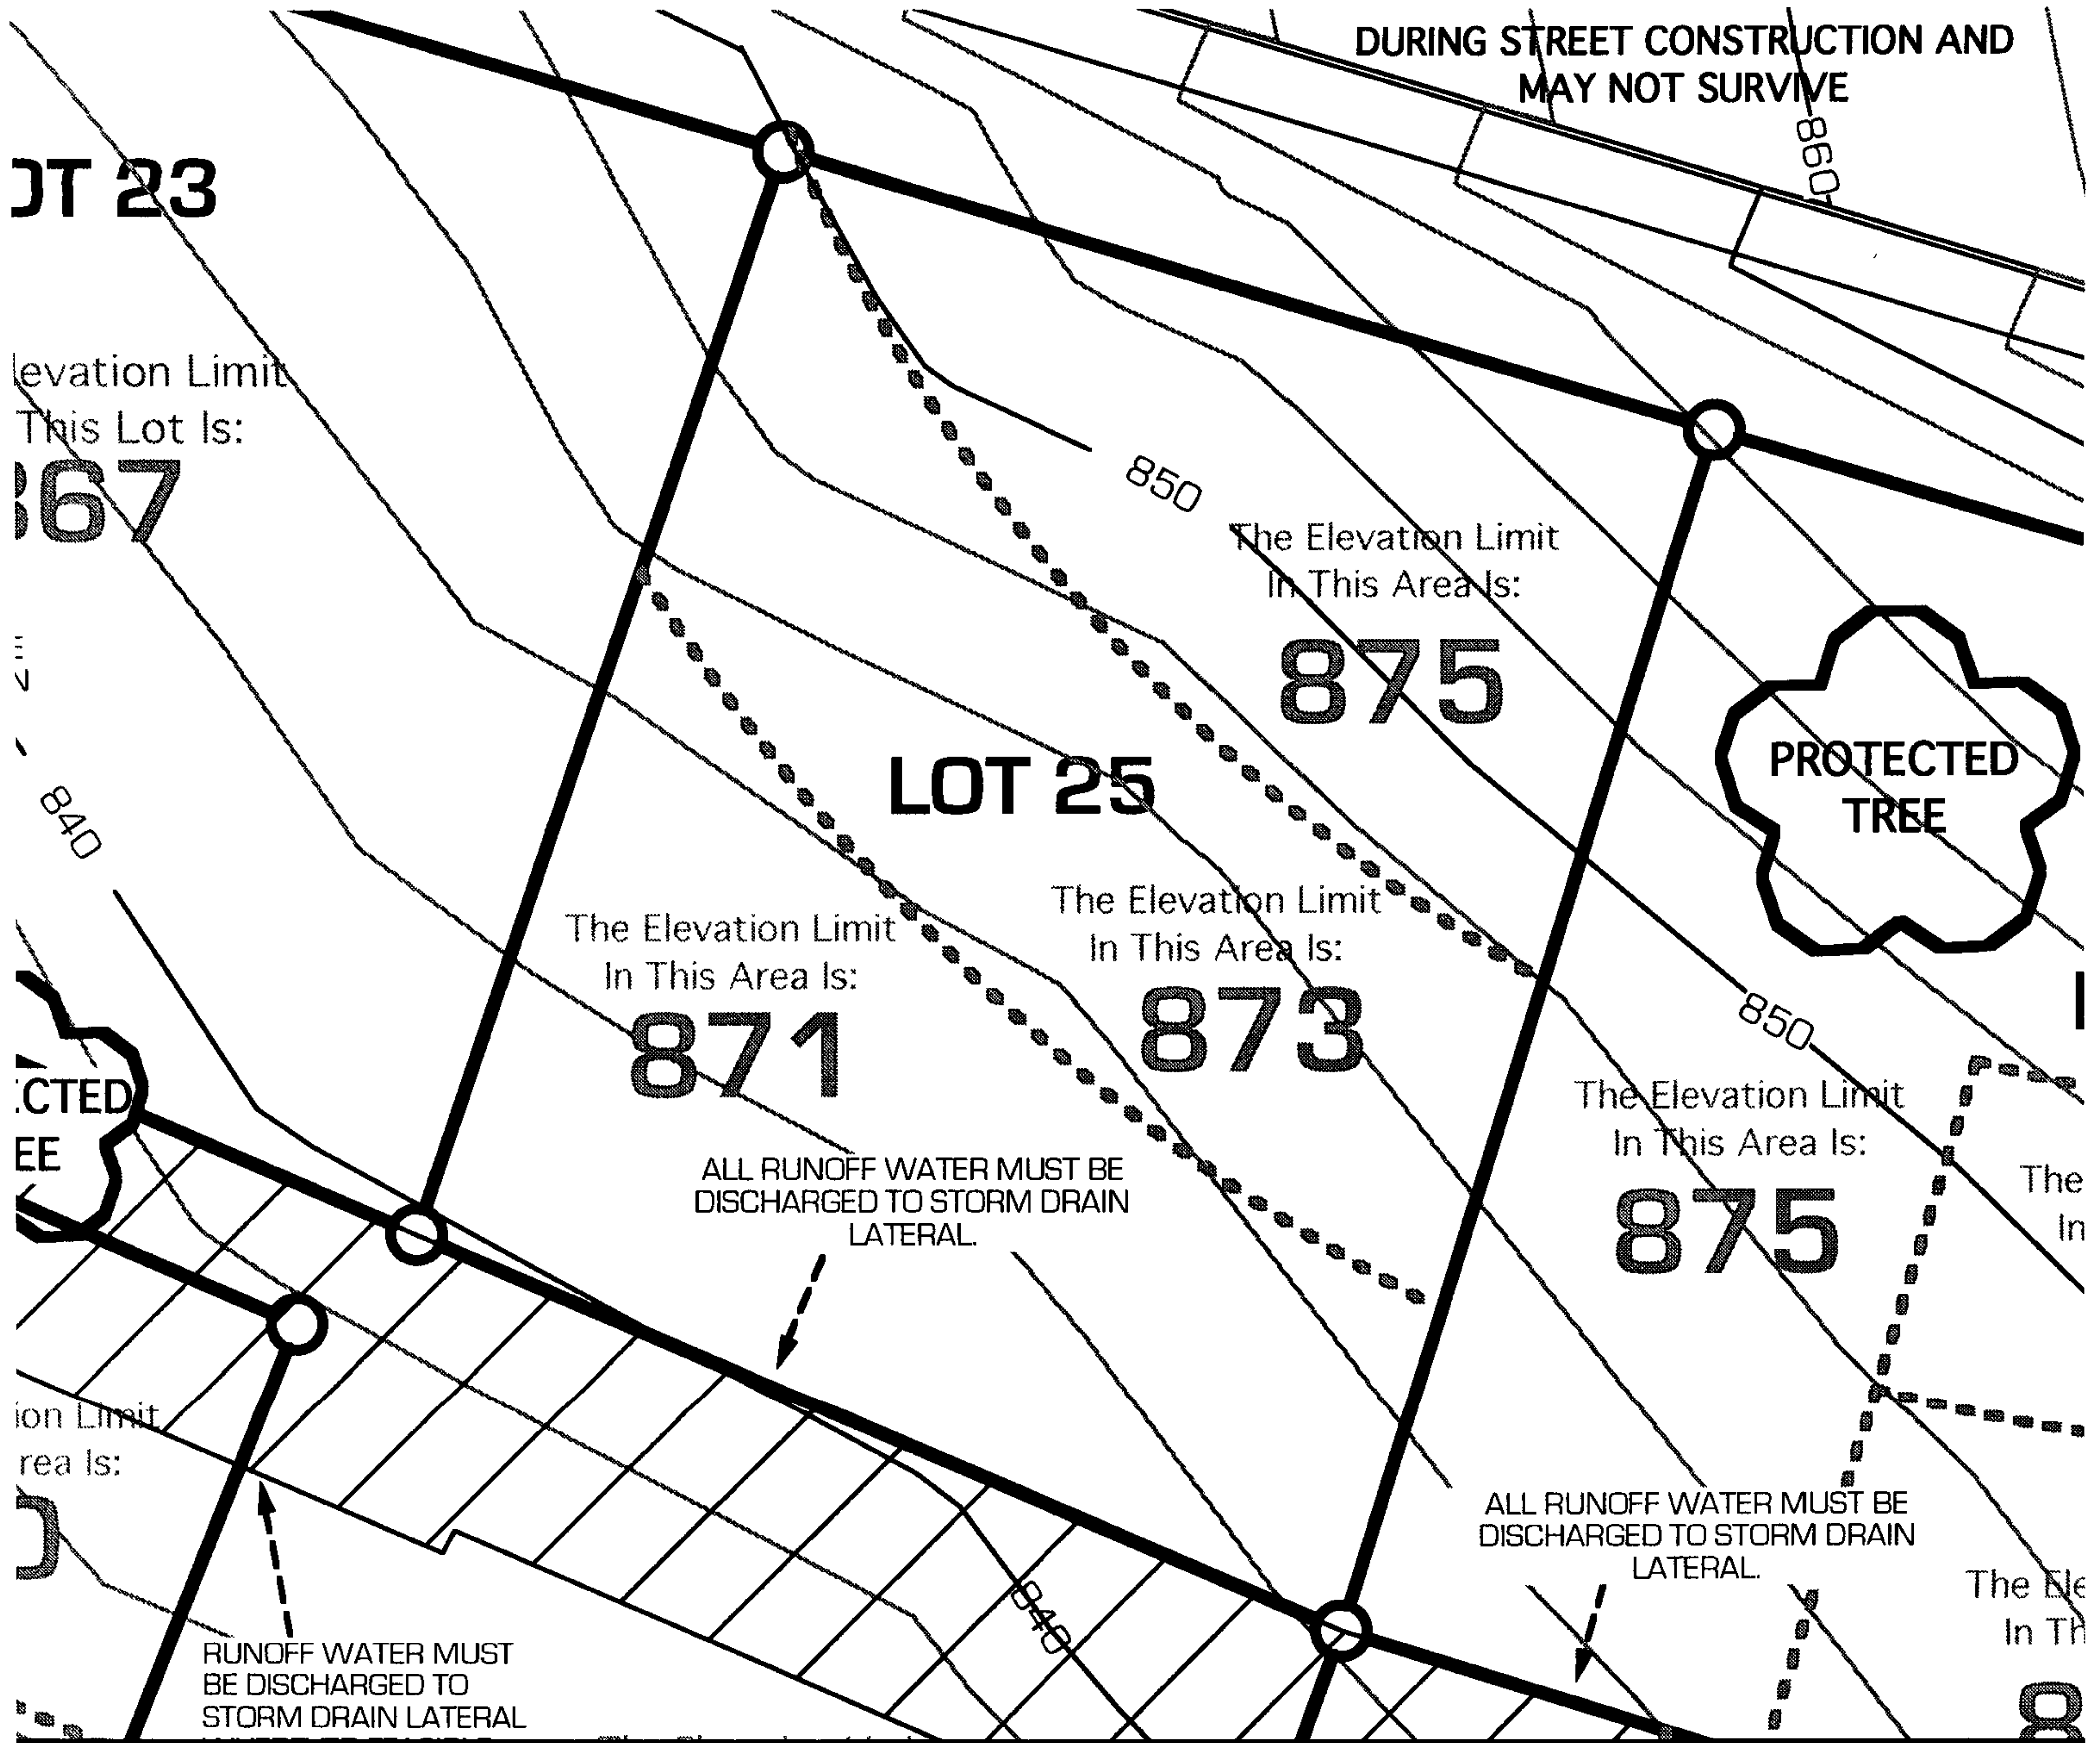 DURING STREET CONSTRUCTION AND
MAY NOT SURVIVE
860
OT 23
levation Limit
This Lot Is:
867
850
The Elevation Limit
In This Area Is:
875
PROTECTED
TREE
LOT 25
840
The Elevation Limit
In This Area Is:
873
The Elevation Limit
In This Area Is:
871
850
The Elevation Limit
In This Area Is:
875
CTED
EE
The
In
ALL RUNOFF WATER MUST BE
DISCHARGED TO STORM DRAIN
LATERAL.
ion Limit
rea Is:
ALL RUNOFF WATER MUST BE
DISCHARGED TO STORM DRAIN
LATERAL.
840
The Ele
In Th
8
RUNOFF WATER MUST
BE DISCHARGED TO
STORM DRAIN LATERAL